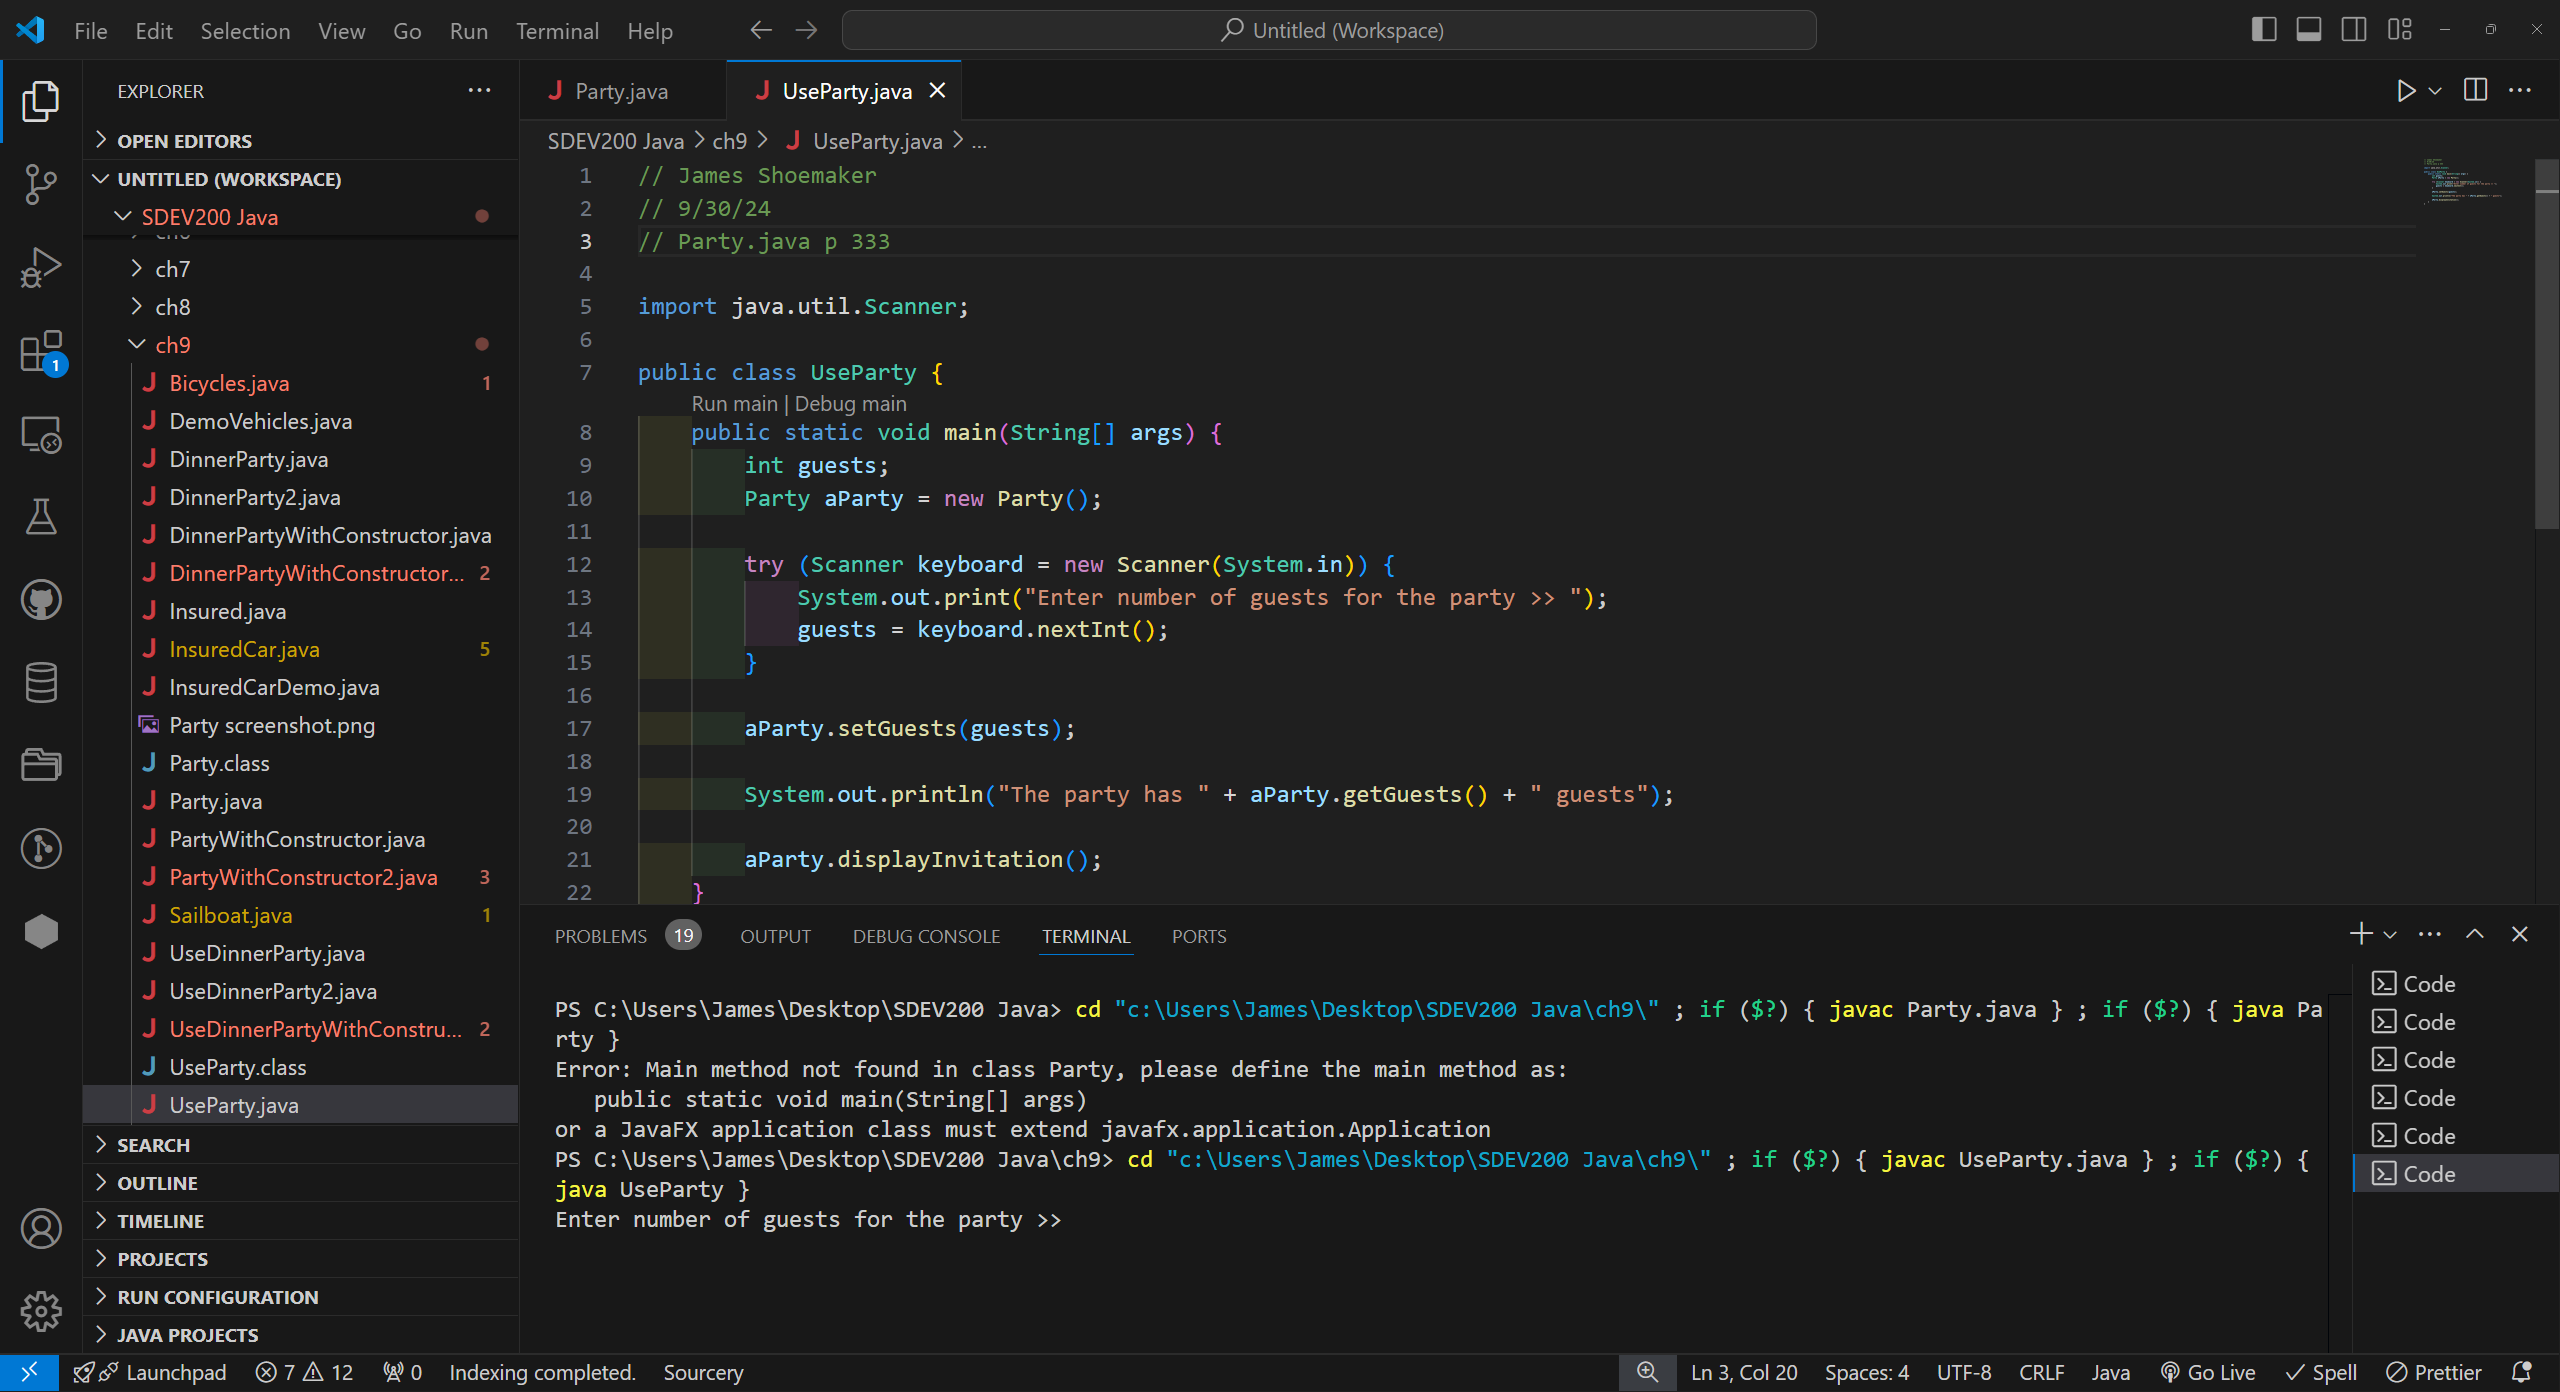 File Edit Selection View Go Run Terminal Help
Untitled (Workspace)
EXPLORER
OPEN EDITORS
UNTITLED (WORKSPACE)
SDEV200 Java
ch7
ch8
ch9
Bicycles.java 1
DemoVehicles.java
DinnerParty.java
DinnerParty2.java
DinnerPartyWithConstructor.java
DinnerPartyWithConstructor... 2
Insured.java
InsuredCar.java 5
InsuredCarDemo.java
Party screenshot.png
Party.class
Party.java
PartyWithConstructor.java
PartyWithConstructor2.java 3
Sailboat.java 1
UseDinnerParty.java
UseDinnerParty2.java
UseDinnerPartyWithConstru... 2
UseParty.class
UseParty.java
SEARCH
OUTLINE
TIMELINE
PROJECTS
RUN CONFIGURATION
JAVA PROJECTS
1
Party.java UseParty.java
SDEV200 Java > ch9 > UseParty.java > ...
1 // James Shoemaker
2 // 9/30/24
3 // Party.java p 333
4
5 import java.util.Scanner;
6
7 public class UseParty {
Run main | Debug main
8 public static void main(String[] args) {
9 int guests;
10 Party aParty = new Party();
11
12 try (Scanner keyboard = new Scanner(System.in)) {
13 System.out.print("Enter number of guests for the party >> ");
14 guests = keyboard.nextInt();
15 }
16
17 aParty.setGuests(guests);
18
19 System.out.println("The party has " + aParty.getGuests() + " guests");
20
21 aParty.displayInvitation();
22 }
PROBLEMS 19 OUTPUT DEBUG CONSOLE TERMINAL PORTS
PS C:\Users\James\Desktop\SDEV200 Java> cd "c:\Users\James\Desktop\SDEV200 Java\ch9\" ; if ($?) { javac Party.java } ; if ($?) { java Pa
rty }
Error: Main method not found in class Party, please define the main method as:
public static void main(String[] args)
or a JavaFX application class must extend javafx.application.Application
PS C:\Users\James\Desktop\SDEV200 Java\ch9> cd "c:\Users\James\Desktop\SDEV200 Java\ch9\" ; if ($?) { javac UseParty.java } ; if ($?) {
java UseParty }
Enter number of guests for the party >>
Code
Code
Code
Code
Code
Code
Launchpad 7 12 0 Indexing completed. Sourcery
Ln 3, Col 20 Spaces: 4 UTF-8 CRLF Java Go Live Spell Prettier